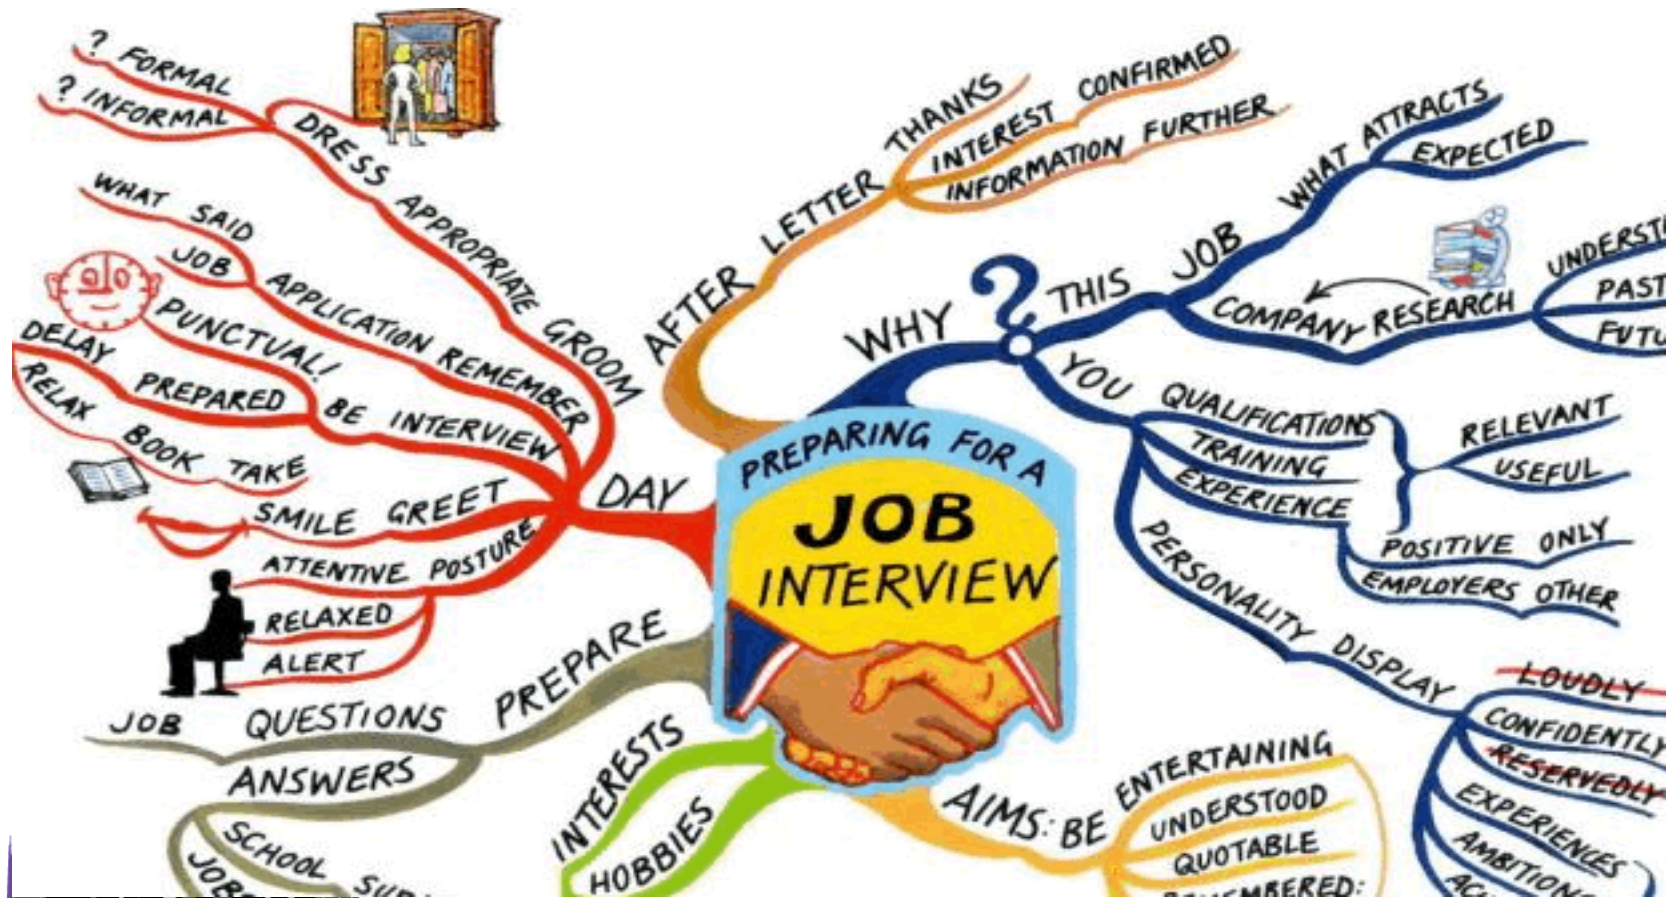 PREPARING FOR A
JOB
INTERVIEW
DAY
GROOM
APPROPRIATE
DRESS
? FORMAL
? INFORMAL
REMEMBER
APPLICATION
WHAT SAID
JOB
INTERVIEW
BE
PUNCTUAL!
PREPARED
DELAY
RELAX
BOOK TAKE
SMILE GREET
POSTURE
ATTENTIVE
RELAXED
ALERT
PREPARE
QUESTIONS
JOB
ANSWERS
SCHOOL
INTERESTS
HOBBIES
AFTER
LETTER
THANKS
INTEREST CONFIRMED
INFORMATION FURTHER
WHY
?
THIS
JOB
WHAT ATTRACTS
EXPECTED
COMPANY RESEARCH
PAST
YOU
QUALIFICATIONS
TRAINING
EXPERIENCE
RELEVANT
USEFUL
POSITIVE ONLY
EMPLOYERS OTHER
PERSONALITY DISPLAY
LOUDLY
CONFIDENTLY
RESERVEDLY
EXPERIENCES
AIMS: BE
ENTERTAINING
UNDERSTOOD
QUOTABLE